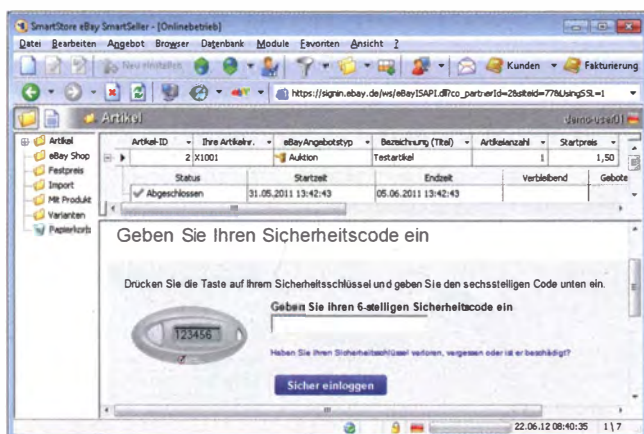 SmartStore eBay SmartSeller - [Onlinebetrieb]
Datei Bearbeiten Angebot Browser Datenbank Module Favoriten Ansicht ?
Neu einstellen Kunden Fakturierung
https://signin.ebay.de/ws/eBayISAPI.dll?co_partnerId=2&siteid=77&UsingSSL=1
Artikel demo-user01
Artikel
eBay Shop
Festpreis
Import
Mit Produkt
Varianten
Papierkorb
Artikel-ID Ihre Artikelnr. eBay Angebotstyp Bezeichnung (Titel) Artikelanzahl Startpreis
2 X1001 Auktion Testartikel 1 1,50
Status Startzeit Endzeit Verbleibend Gebote
Abgeschlossen 31.05.2011 13:42:43 05.06.2011 13:42:43
Geben Sie Ihren Sicherheitscode ein
Drücken Sie die Taste auf Ihrem Sicherheitsschlüssel und geben Sie den sechsstelligen Code unten ein.
Geben Sie ihren 6-stelligen Sicherheitscode ein
123456
Haben Sie Ihren Sicherheitsschlüssel verloren, vergessen oder ist er beschädigt?
Sicher einloggen
22.06.12 08:40:35 1\7